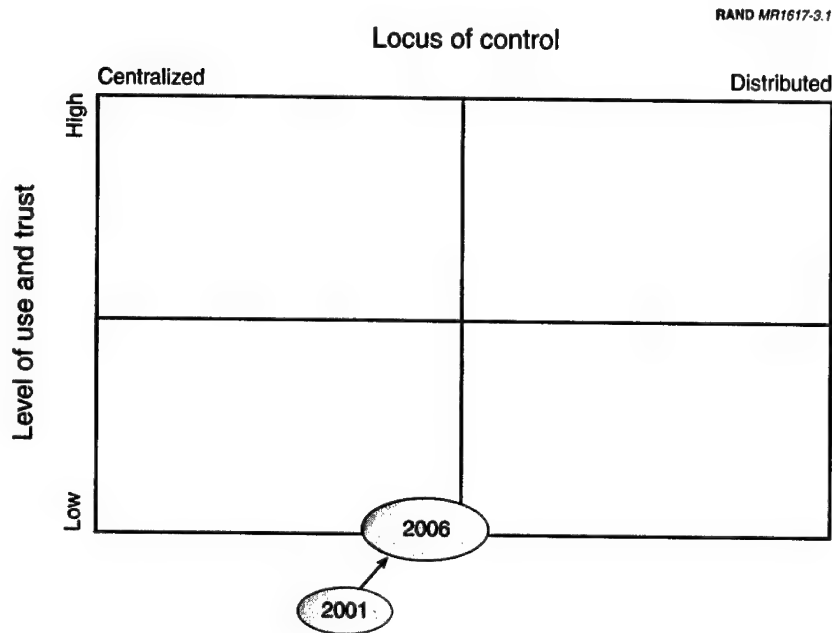 RAND MR1617-3.1
Locus of control
Centralized
Distributed
High
Level of use and trust
Low
2006
2001